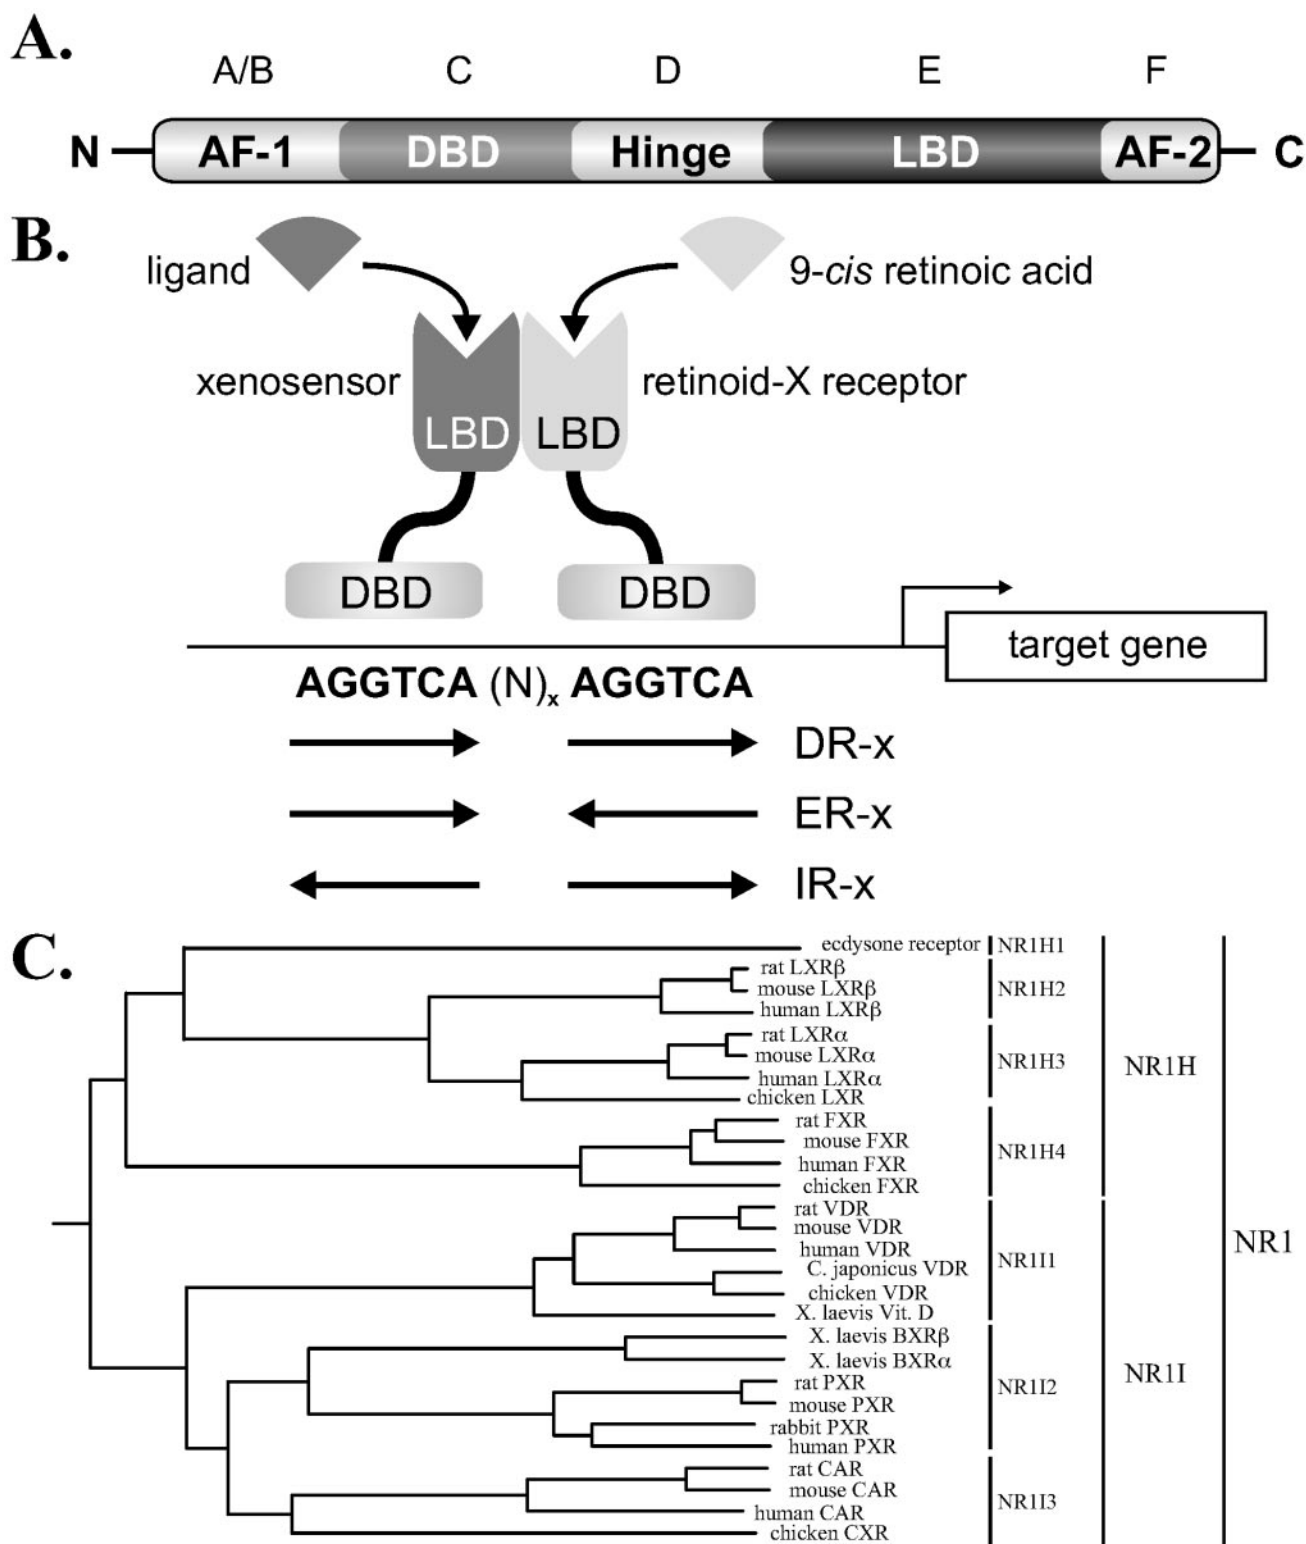 A.
A/B C D E F
N AF-1 DBD Hinge LBD AF-2 C
B.
ligand 9-cis retinoic acid
xenosensor retinoid-X receptor
LBD LBD
DBD DBD
target gene
AGGTCA (N)x AGGTCA
DR-x
ER-x
IR-x
C.
ecdysone receptor NR1H1
rat LXRβ
mouse LXRβ NR1H2
human LXRβ
rat LXRα
mouse LXRα NR1H3
NR1H
human LXRα
chicken LXR
rat FXR
mouse FXR
NR1H4
human FXR
chicken FXR
rat VDR
mouse VDR
NR1
human VDR
NR1I1
C. japonicus VDR
chicken VDR
X. laevis Vit. D
X. laevis BXRβ
X. laevis BXRα
NR1I
rat PXR
NR1I2
mouse PXR
rabbit PXR
human PXR
rat CAR
mouse CAR
NR1I3
human CAR
chicken CXR